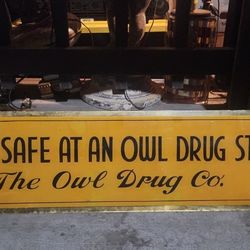 SAFE AT AN OWL DRUG ST
The Owl Drug Co.